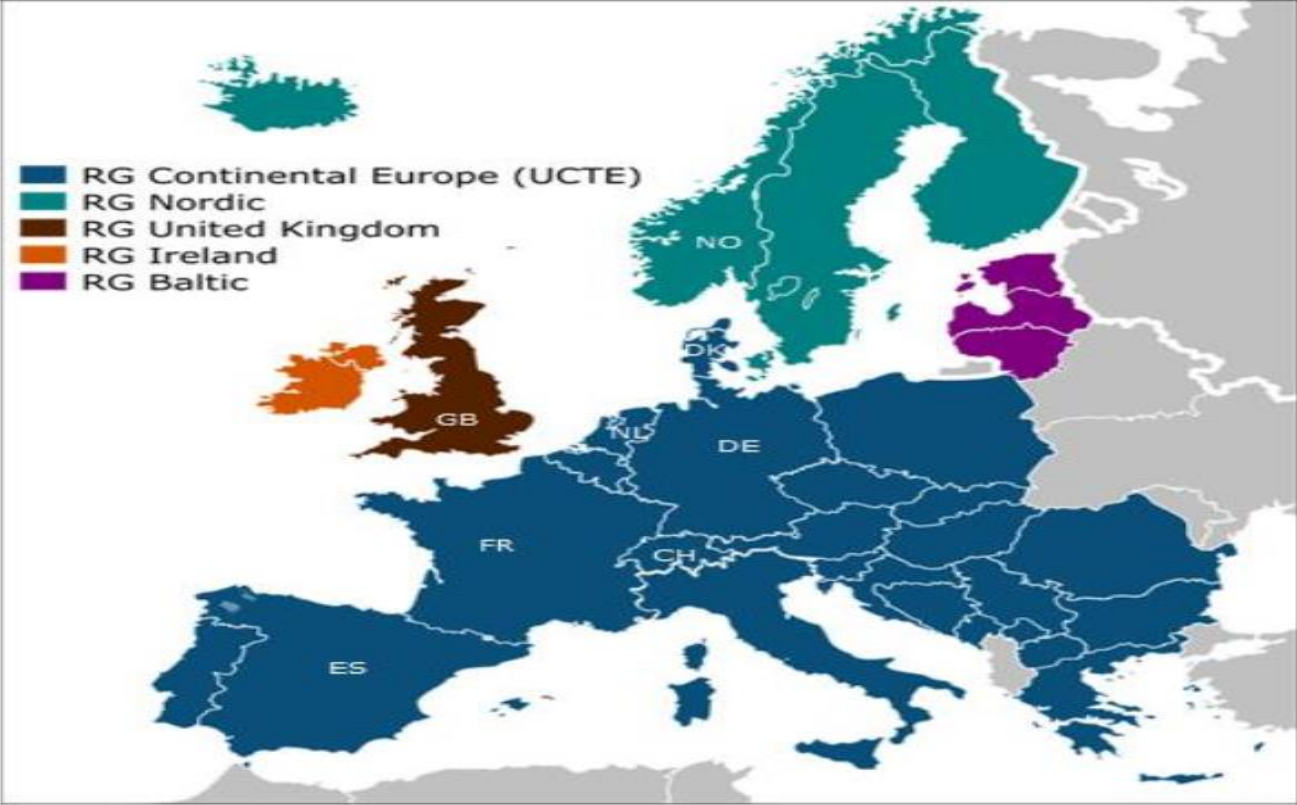 RG Continental Europe (UCTE)
RG Nordic
RG United Kingdom
RG Ireland
RG Baltic
NO
DK
GB
NL
DE
FR
CH
ES